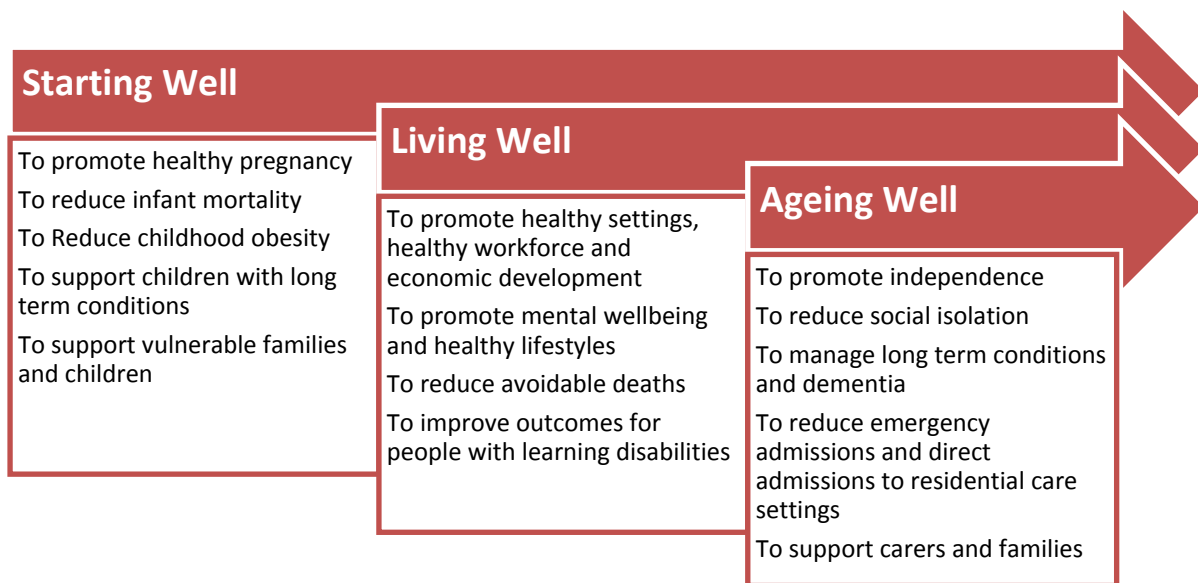 Starting Well
To promote healthy pregnancy
To reduce infant mortality
To Reduce childhood obesity
To support children with long
term conditions
To support vulnerable families
and children
Living Well
To promote healthy settings,
healthy workforce and
economic development
To promote mental wellbeing
and healthy lifestyles
To reduce avoidable deaths
To improve outcomes for
people with learning disabilities
Ageing Well
To promote independence
To reduce social isolation
To manage long term conditions
and dementia
To reduce emergency
admissions and direct
admissions to residential care
settings
To support carers and families